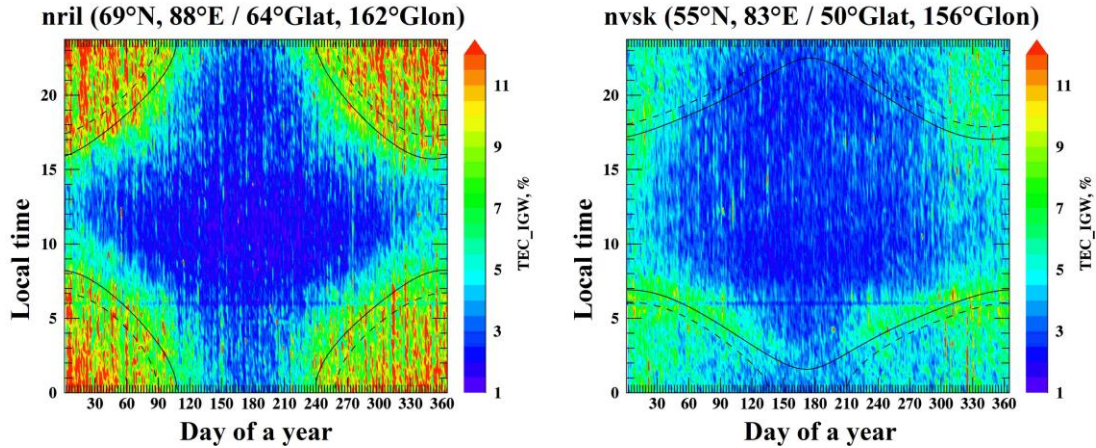 nril (69°N, 88°E / 64°Glat, 162°Glon)
20
15
10
5
0
Local time
30 60 90 120 150 180 210 240 270 300 330 360
Day of a year
11
9
7
5
3
1
TEC_IGW, %
nvsk (55°N, 83°E / 50°Glat, 156°Glon)
20
15
10
5
0
Local time
30 60 90 120 150 180 210 240 270 300 330 360
Day of a year
11
9
7
5
3
1
TEC_IGW, %